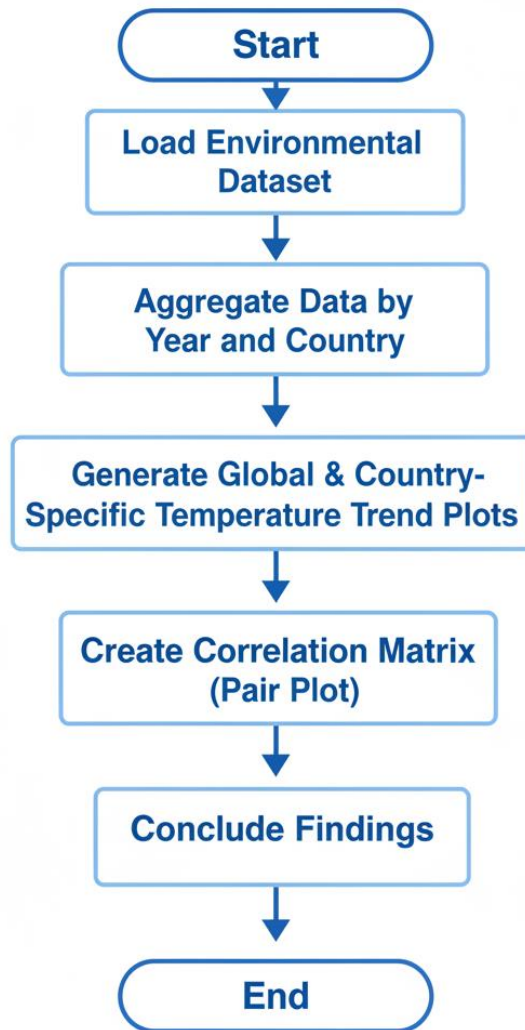 Start
Load Environmental
Dataset
Aggregate Data by
Year and Country
Generate Global & Country-
Specific Temperature Trend Plots
Create Correlation Matrix
(Pair Plot)
Conclude Findings
End